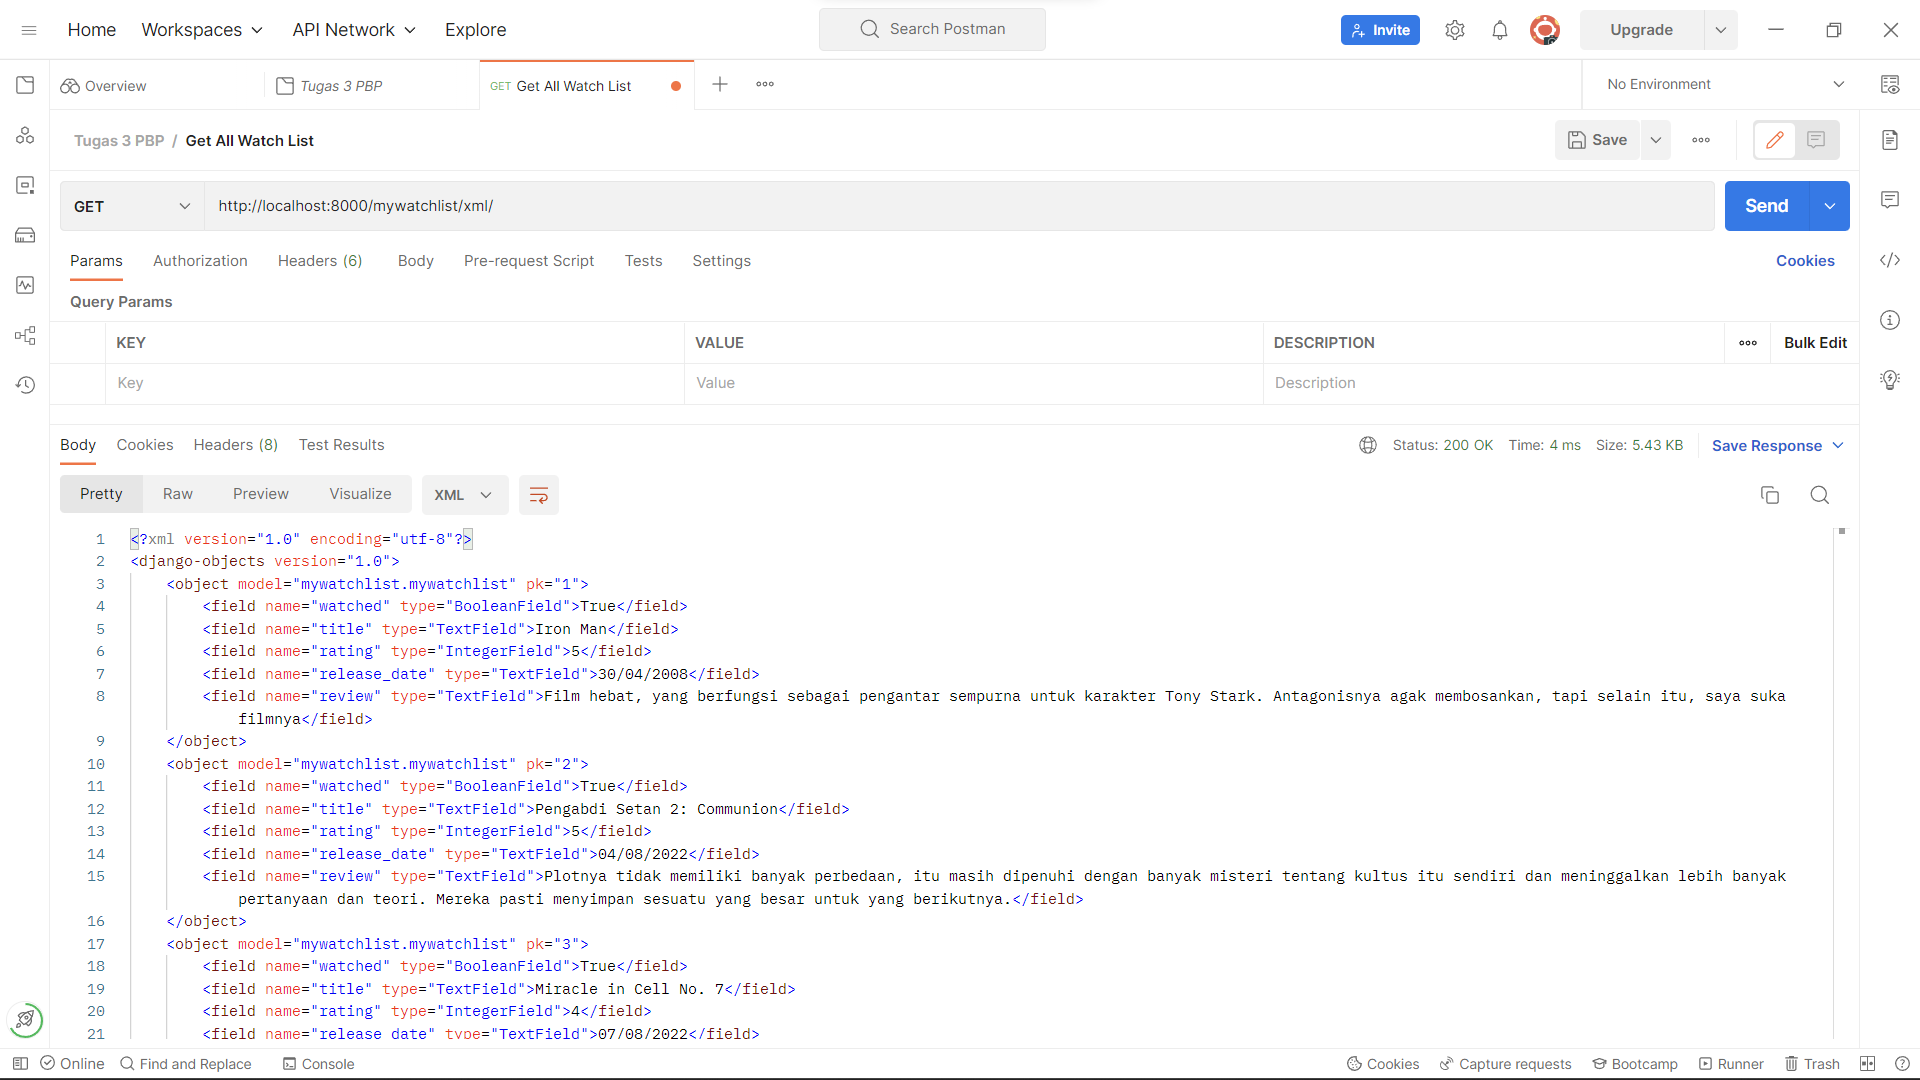 Home Workspaces API Network Explore Search Postman Invite Upgrade
Overview Tugas 3 PBP GET Get All Watch List No Environment
Tugas 3 PBP / Get All Watch List Save
GET http://localhost:8000/mywatchlist/xml/ Send
Params Authorization Headers (6) Body Pre-request Script Tests Settings Cookies
Query Params
KEY VALUE DESCRIPTION Bulk Edit
Key Value Description
Body Cookies Headers (8) Test Results Status: 200 OK Time: 4 ms Size: 5.43 KB Save Response
Pretty Raw Preview Visualize XML
1 <?xml version="1.0" encoding="utf-8"?>
2 <django-objects version="1.0">
3 <object model="mywatchlist.mywatchlist" pk="1">
4 <field name="watched" type="BooleanField">True</field>
5 <field name="title" type="TextField">Iron Man</field>
6 <field name="rating" type="IntegerField">5</field>
7 <field name="release_date" type="TextField">30/04/2008</field>
8 <field name="review" type="TextField">Film hebat, yang berfungsi sebagai pengantar sempurna untuk karakter Tony Stark. Antagonisnya agak membosankan, tapi selain itu, saya suka
filmnya</field>
9 </object>
10 <object model="mywatchlist.mywatchlist" pk="2">
11 <field name="watched" type="BooleanField">True</field>
12 <field name="title" type="TextField">Pengabdi Setan 2: Communion</field>
13 <field name="rating" type="IntegerField">5</field>
14 <field name="release_date" type="TextField">04/08/2022</field>
15 <field name="review" type="TextField">Plotnya tidak memiliki banyak perbedaan, itu masih dipenuhi dengan banyak misteri tentang kultus itu sendiri dan meninggalkan lebih banyak
pertanyaan dan teori. Mereka pasti menyimpan sesuatu yang besar untuk yang berikutnya.</field>
16 </object>
17 <object model="mywatchlist.mywatchlist" pk="3">
18 <field name="watched" type="BooleanField">True</field>
19 <field name="title" type="TextField">Miracle in Cell No. 7</field>
20 <field name="rating" type="IntegerField">4</field>
21 <field name="release_date" type="TextField">07/08/2022</field>
Online Find and Replace Console Cookies Capture requests Bootcamp Runner Trash